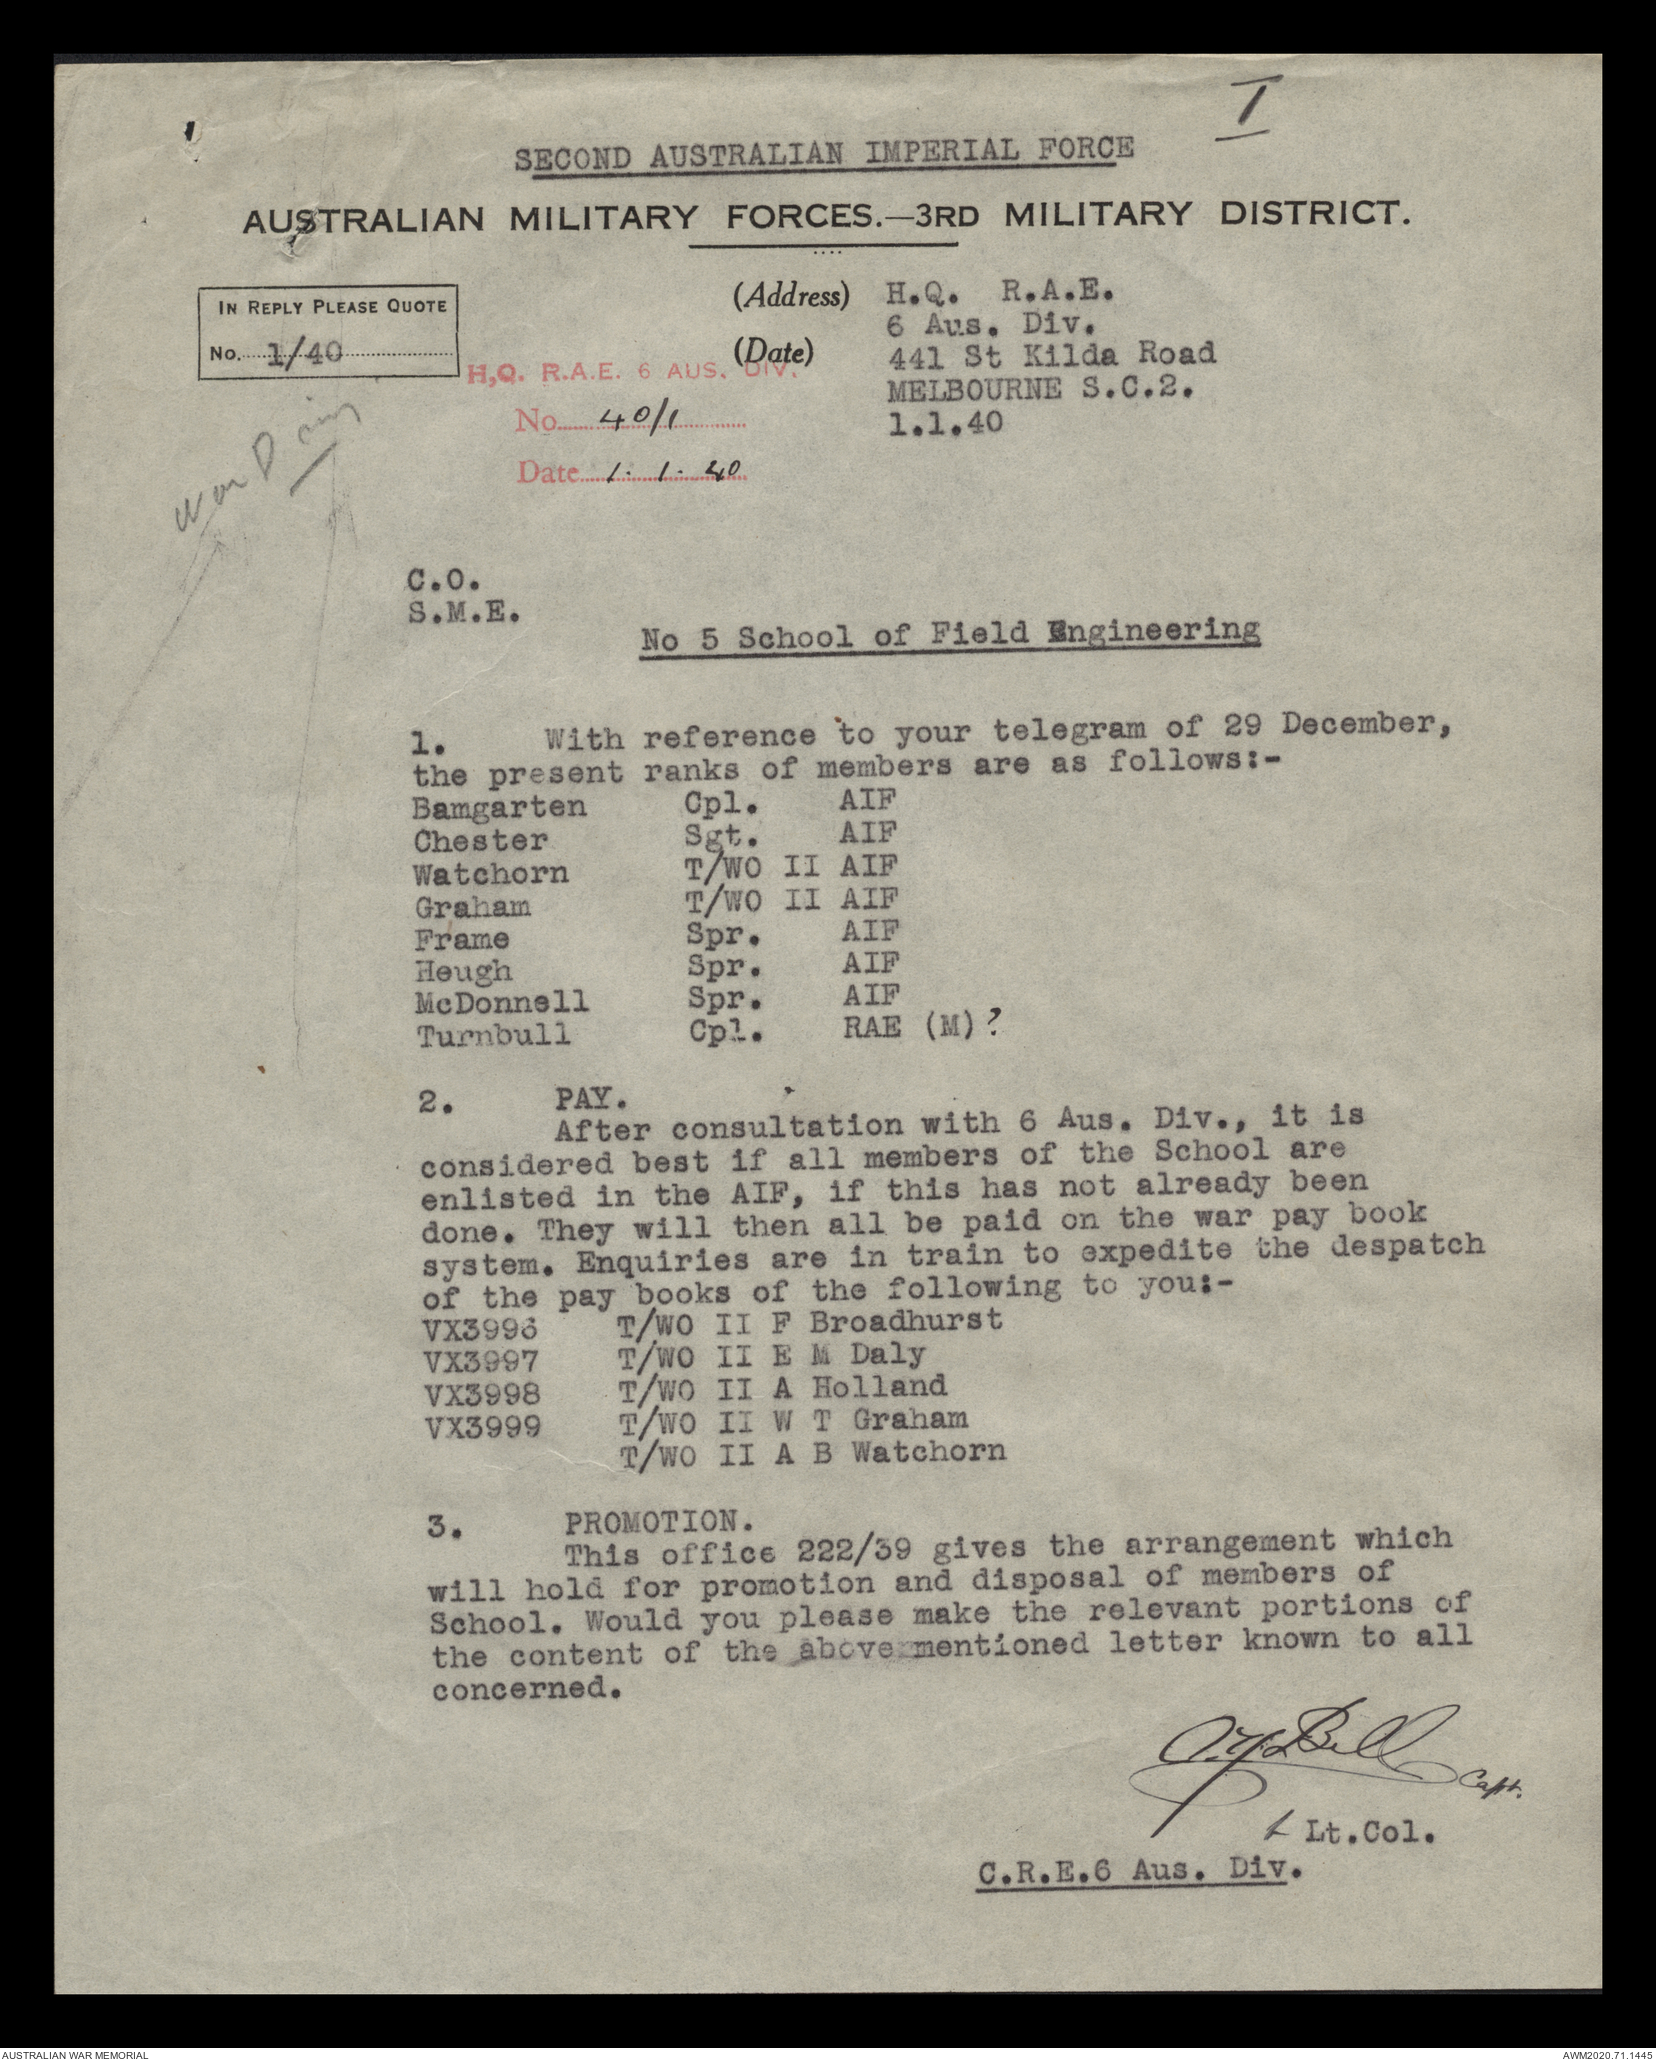 I
SECOND AUSTRALIAN IMPERIAL FORCE
AUSTRALIAN MILITARY FORCES.—3RD MILITARY DISTRICT.
IN REPLY PLEASE QUOTE
No. 1/40
(Address) H.Q. R.A.E.
6 Aus. Div.
(Date) 441 St Kilda Road
MELBOURNE S.C.2.
1.1.40
H,Q. R.A.E. 6 AUS. DIV.
No. 40/1
Date 1. 1. 40
War Diary
C.O.
S.M.E.
No 5 School of Field Engineering
1. With reference to your telegram of 29 December,
the present ranks of members are as follows:-
Bamgarten Cpl. AIF
Chester Sgt. AIF
Watchorn T/WO II AIF
Graham T/WO II AIF
Frame Spr. AIF
Heugh Spr. AIF
McDonnell Spr. AIF
Turnbull Cpl. RAE (M)?
2. PAY.
After consultation with 6 Aus. Div., it is
considered best if all members of the School are
enlisted in the AIF, if this has not already been
done. They will then all be paid on the war pay book
system. Enquiries are in train to expedite the despatch
of the pay books of the following to you:-
VX3996 T/WO II F Broadhurst
VX3997 T/WO II E M Daly
VX3998 T/WO II A Holland
VX3999 T/WO II W T Graham
T/WO II A B Watchorn
3. PROMOTION.
This office 222/39 gives the arrangement which
will hold for promotion and disposal of members of
School. Would you please make the relevant portions of
the content of the above mentioned letter known to all
concerned.
Bell Capt.
Lt.Col.
C.R.E.6 Aus. Div.
AUSTRALIAN WAR MEMORIAL
AWM2020.71.1445